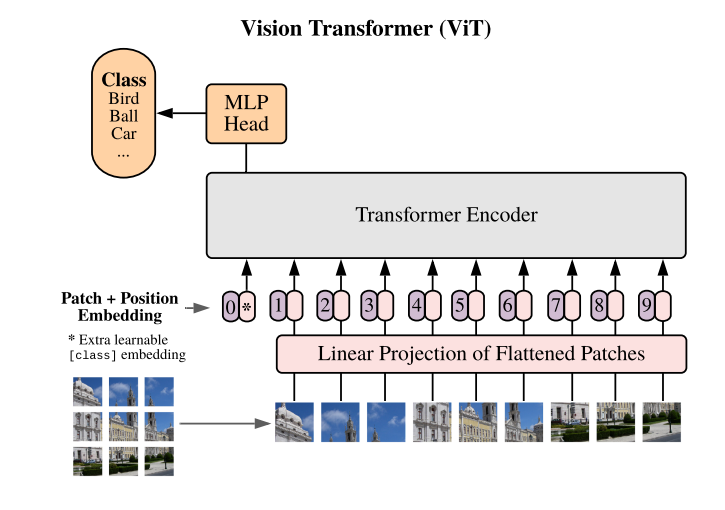 Vision Transformer (ViT)
Class
Bird
Ball
Car
...
MLP
Head
Transformer Encoder
0 * 1 2 3 4 5 6 7 8 9
Patch + Position
Embedding
* Extra learnable
[class] embedding
Linear Projection of Flattened Patches